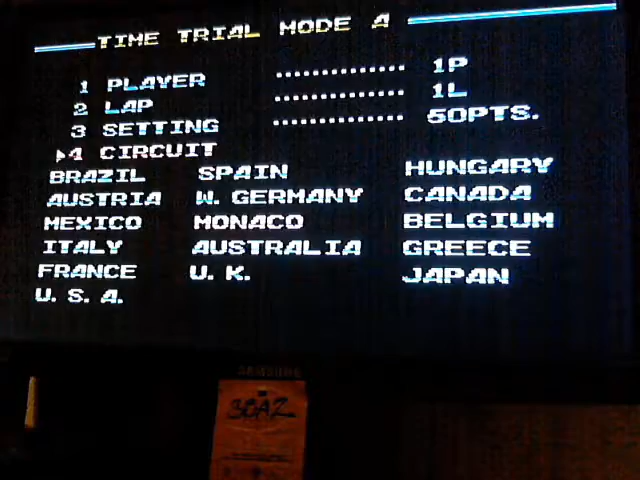 TIME TRIAL MODE A
1 PLAYER ............. 1P
2 LAP ............. 1L
3 SETTING ............. 50PTS.
▶4 CIRCUIT
BRAZIL SPAIN HUNGARY
AUSTRIA W. GERMANY CANADA
MEXICO MONACO BELGIUM
ITALY AUSTRALIA GREECE
FRANCE U. K. JAPAN
U. S. A.
SAMSUNG